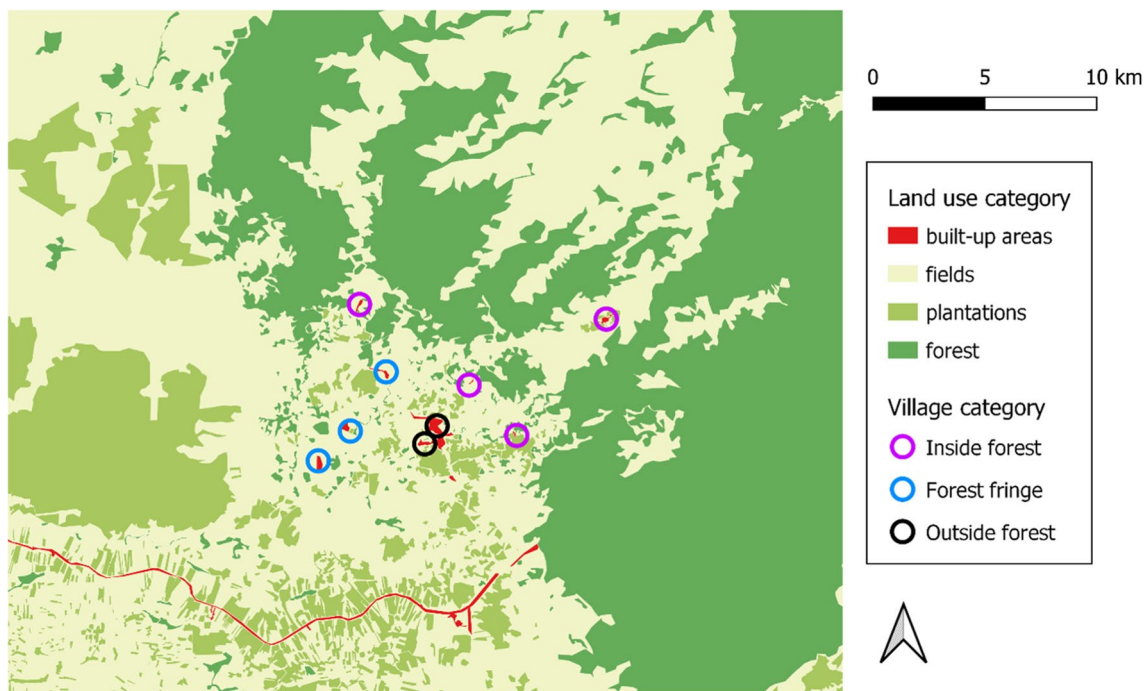 0 5 10 km
Land use category
built-up areas
fields
plantations
forest
Village category
Inside forest
Forest fringe
Outside forest